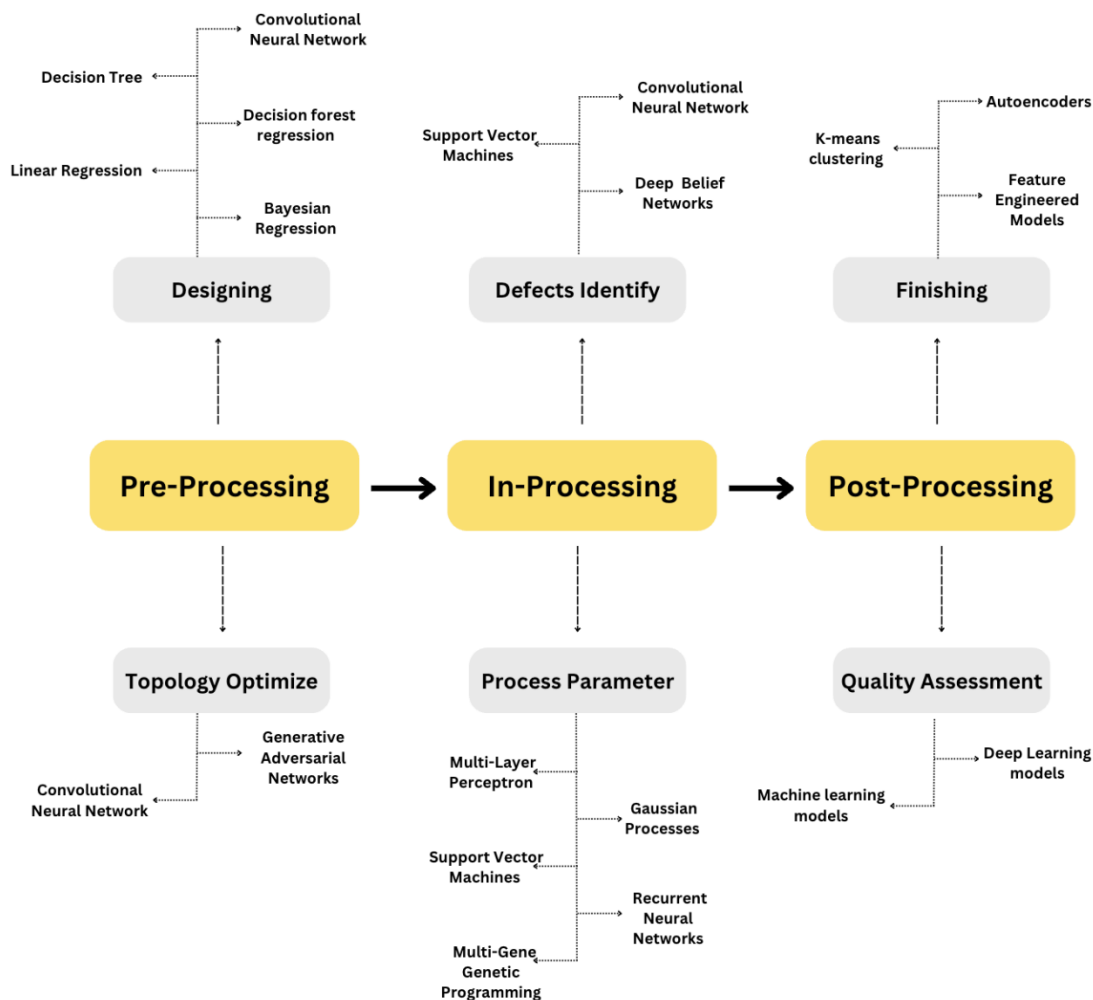 Convolutional
Neural Network
Decision Tree
Decision forest
regression
Linear Regression
Bayesian
Regression
Designing
Convolutional
Neural Network
Support Vector
Machines
Deep Belief
Networks
Defects Identify
Autoencoders
K-means
clustering
Feature
Engineered
Models
Finishing
Pre-Processing
In-Processing
Post-Processing
Topology Optimize
Generative
Adversarial
Networks
Convolutional
Neural Network
Process Parameter
Multi-Layer
Perceptron
Gaussian
Processes
Support Vector
Machines
Recurrent
Neural
Networks
Multi-Gene
Genetic
Programming
Quality Assessment
Deep Learning
models
Machine learning
models